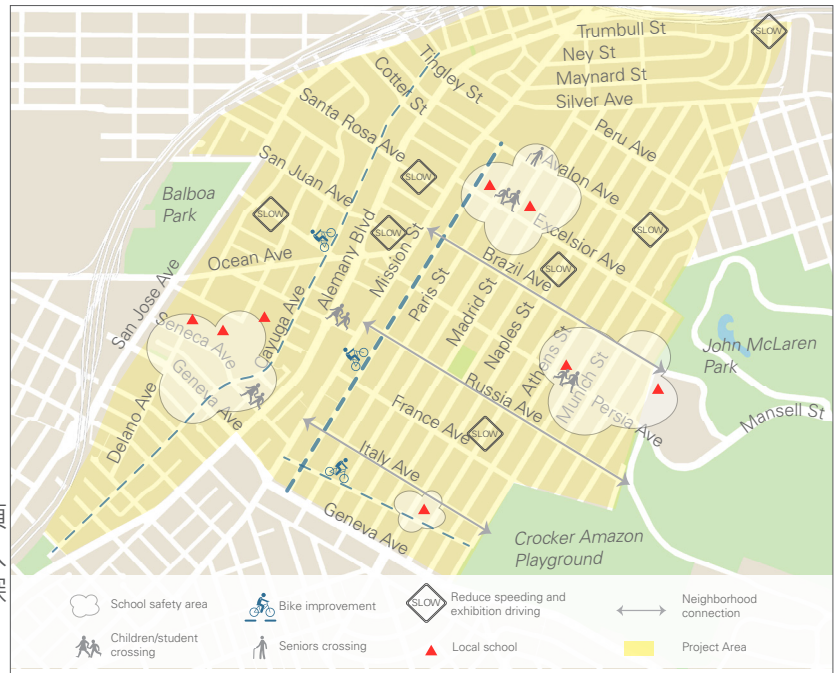 Trumbull St
SLOW
Ney St
Maynard St
Silver Ave
Tingley St
Cotter St
Santa Rosa Ave
Peru Ave
San Juan Ave
Avalon Ave
SLOW
Balboa
Park
SLOW
Excelsior Ave
SLOW
SLOW
Alemany Blvd
Mission St
Ocean Ave
Brazil Ave
SLOW
San Jose Ave
Paris St
Madrid St
Naples St
Athens St
Munich St
John McLaren
Park
Seneca Ave
Cayuga Ave
Geneva Ave
Delano Ave
Russia Ave
Persia Ave
Mansell St
France Ave
SLOW
Italy Ave
Geneva Ave
Crocker Amazon
Playground
School safety area
Bike improvement
SLOW
Reduce speeding and
exhibition driving
Neighborhood
connection
Children/student
crossing
Seniors crossing
Local school
Project Area